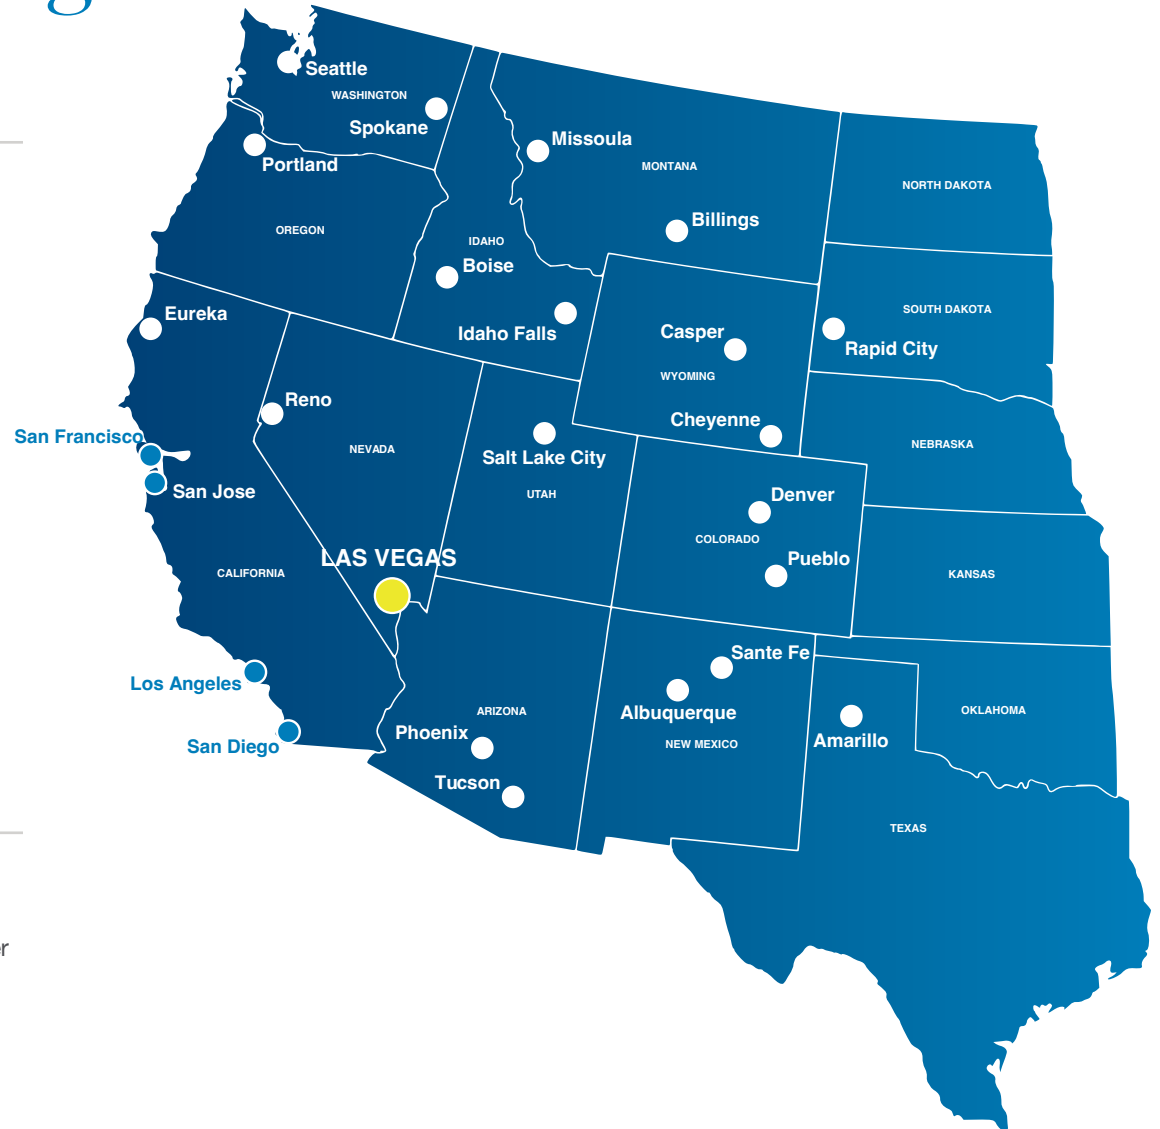 g
Seattle
WASHINGTON
Spokane
Missoula
Portland
MONTANA
NORTH DAKOTA
Billings
OREGON
IDAHO
Boise
Eureka
SOUTH DAKOTA
Idaho Falls
Casper
Rapid City
WYOMING
Reno
Cheyenne
San Francisco
NEVADA
NEBRASKA
Salt Lake City
San Jose
UTAH
Denver
COLORADO
LAS VEGAS
Pueblo
CALIFORNIA
KANSAS
Sante Fe
Los Angeles
ARIZONA
Albuquerque
OKLAHOMA
Phoenix
NEW MEXICO
Amarillo
San Diego
Tucson
TEXAS
r